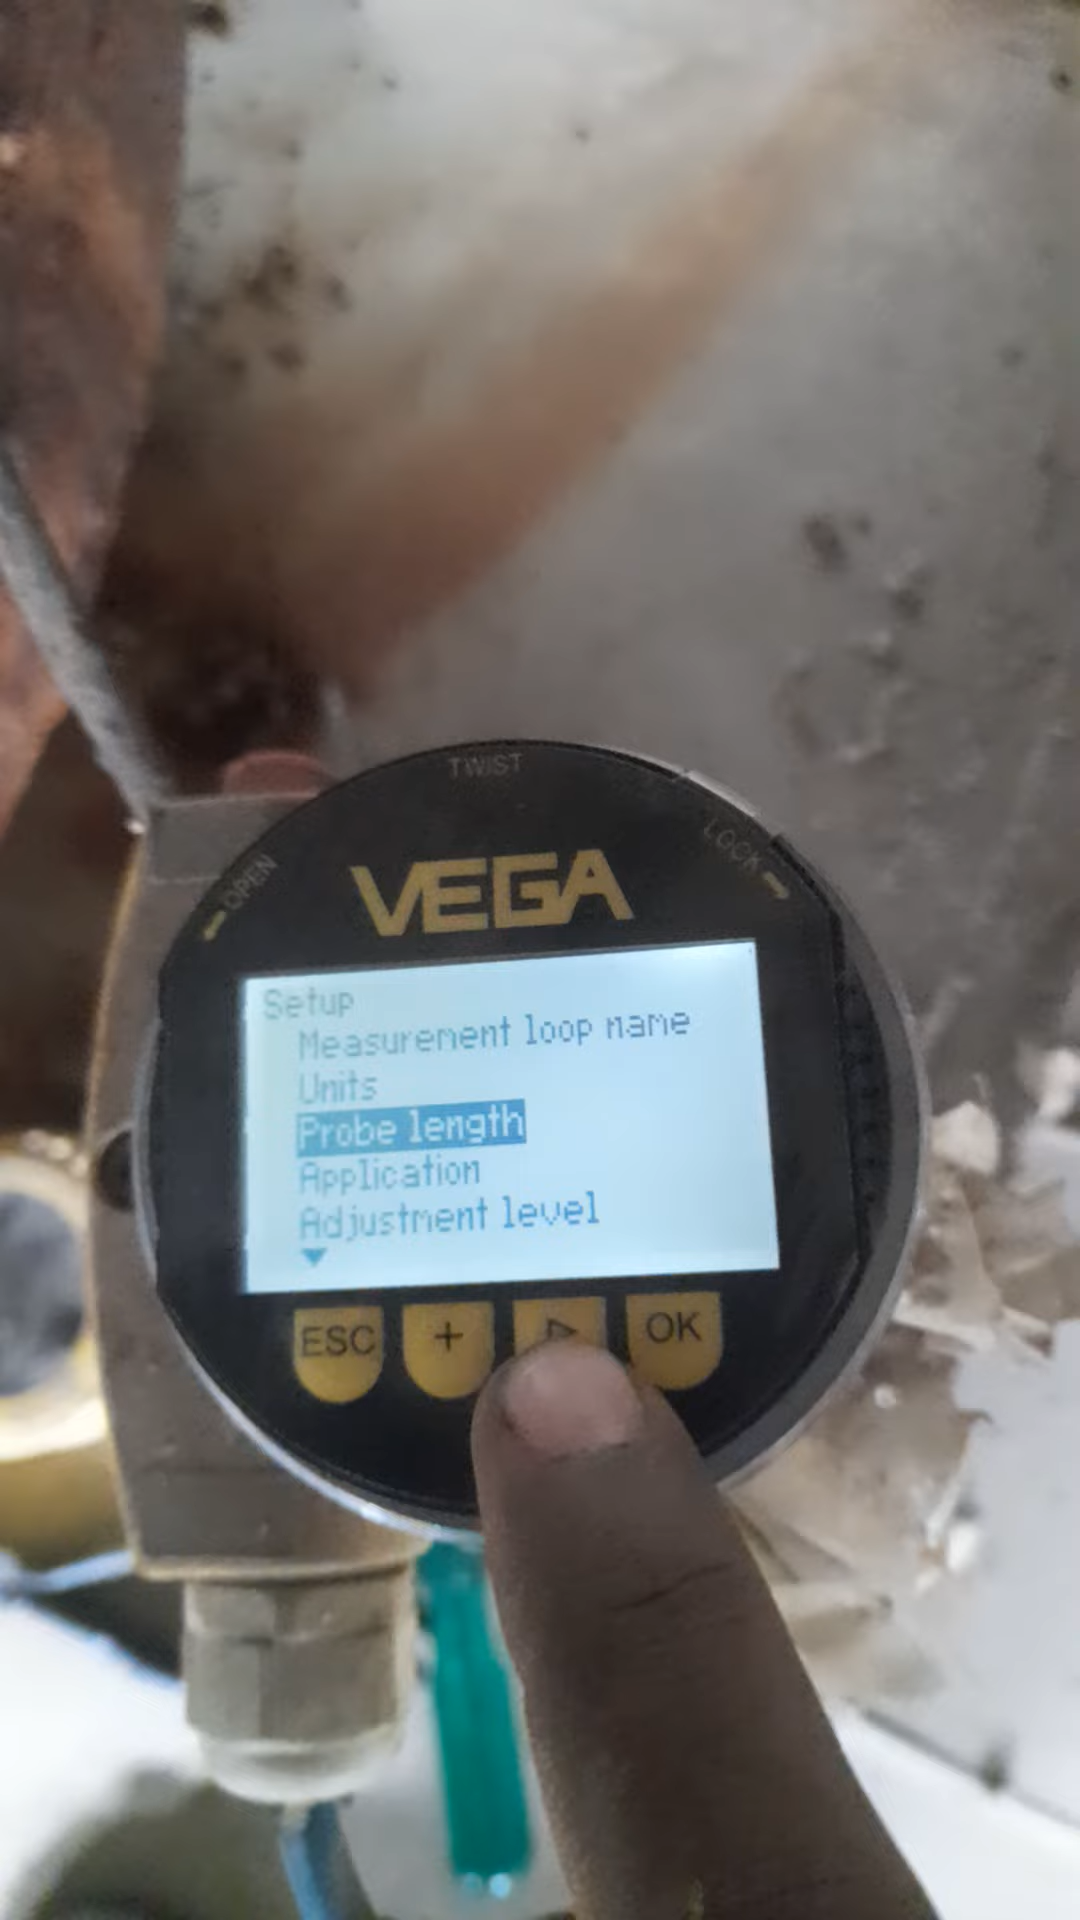 TWIST
OPEN
LOCK
VEGA
Setup
Measurement loop name
Units
Probe length
Application
Adjustment level
ESC + OK